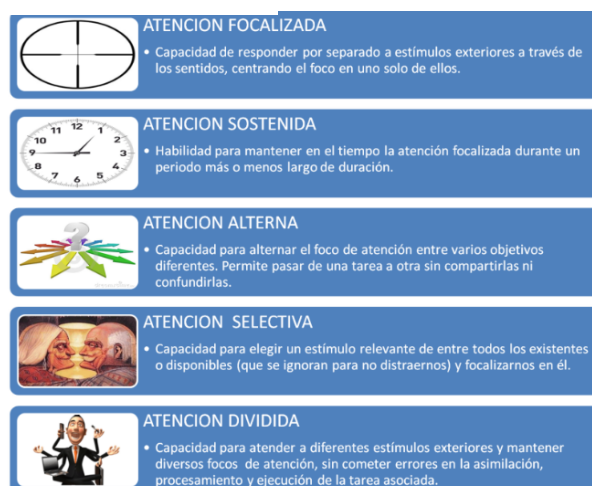 ATENCION FOCALIZADA
• Capacidad de responder por separado a estímulos exteriores a través de
los sentidos, centrando el foco en uno solo de ellos.
12
11 1
10 2
9 3
8 4
7 5
6
ATENCION SOSTENIDA
• Habilidad para mantener en el tiempo la atención focalizada durante un
periodo más o menos largo de duración.
ATENCION ALTERNA
• Capacidad para alternar el foco de atención entre varios objetivos
diferentes. Permite pasar de una tarea a otra sin compartirlas ni
confundirlas.
?
ATENCION SELECTIVA
• Capacidad para elegir un estímulo relevante de entre todos los existentes
o disponibles (que se ignoran para no distraernos) y focalizarnos en él.
ATENCION DIVIDIDA
• Capacidad para atender a diferentes estímulos exteriores y mantener
diversos focos de atención, sin cometer errores en la asimilación,
procesamiento y ejecución de la tarea asociada.